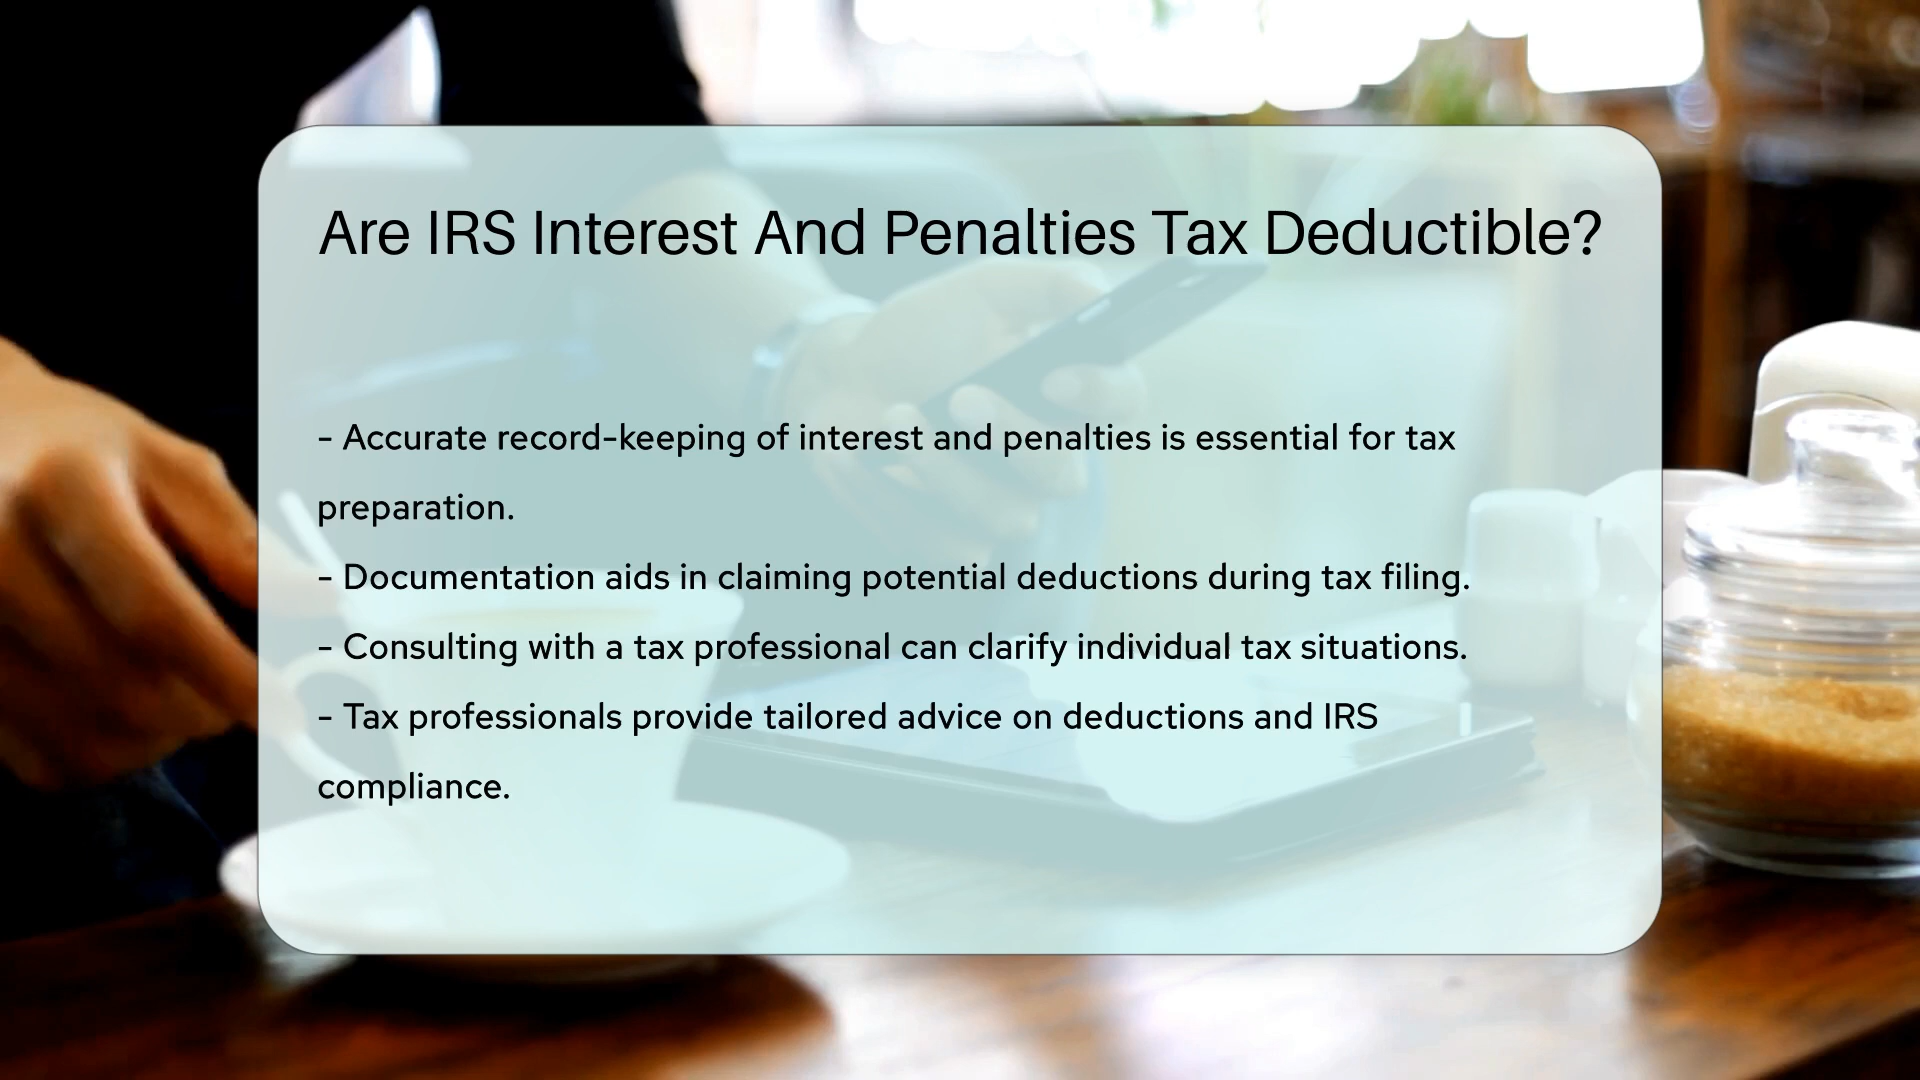 Are IRS Interest And Penalties Tax Deductible?
- Accurate record-keeping of interest and penalties is essential for tax
preparation.
- Documentation aids in claiming potential deductions during tax filing.
- Consulting with a tax professional can clarify individual tax situations.
- Tax professionals provide tailored advice on deductions and IRS
compliance.